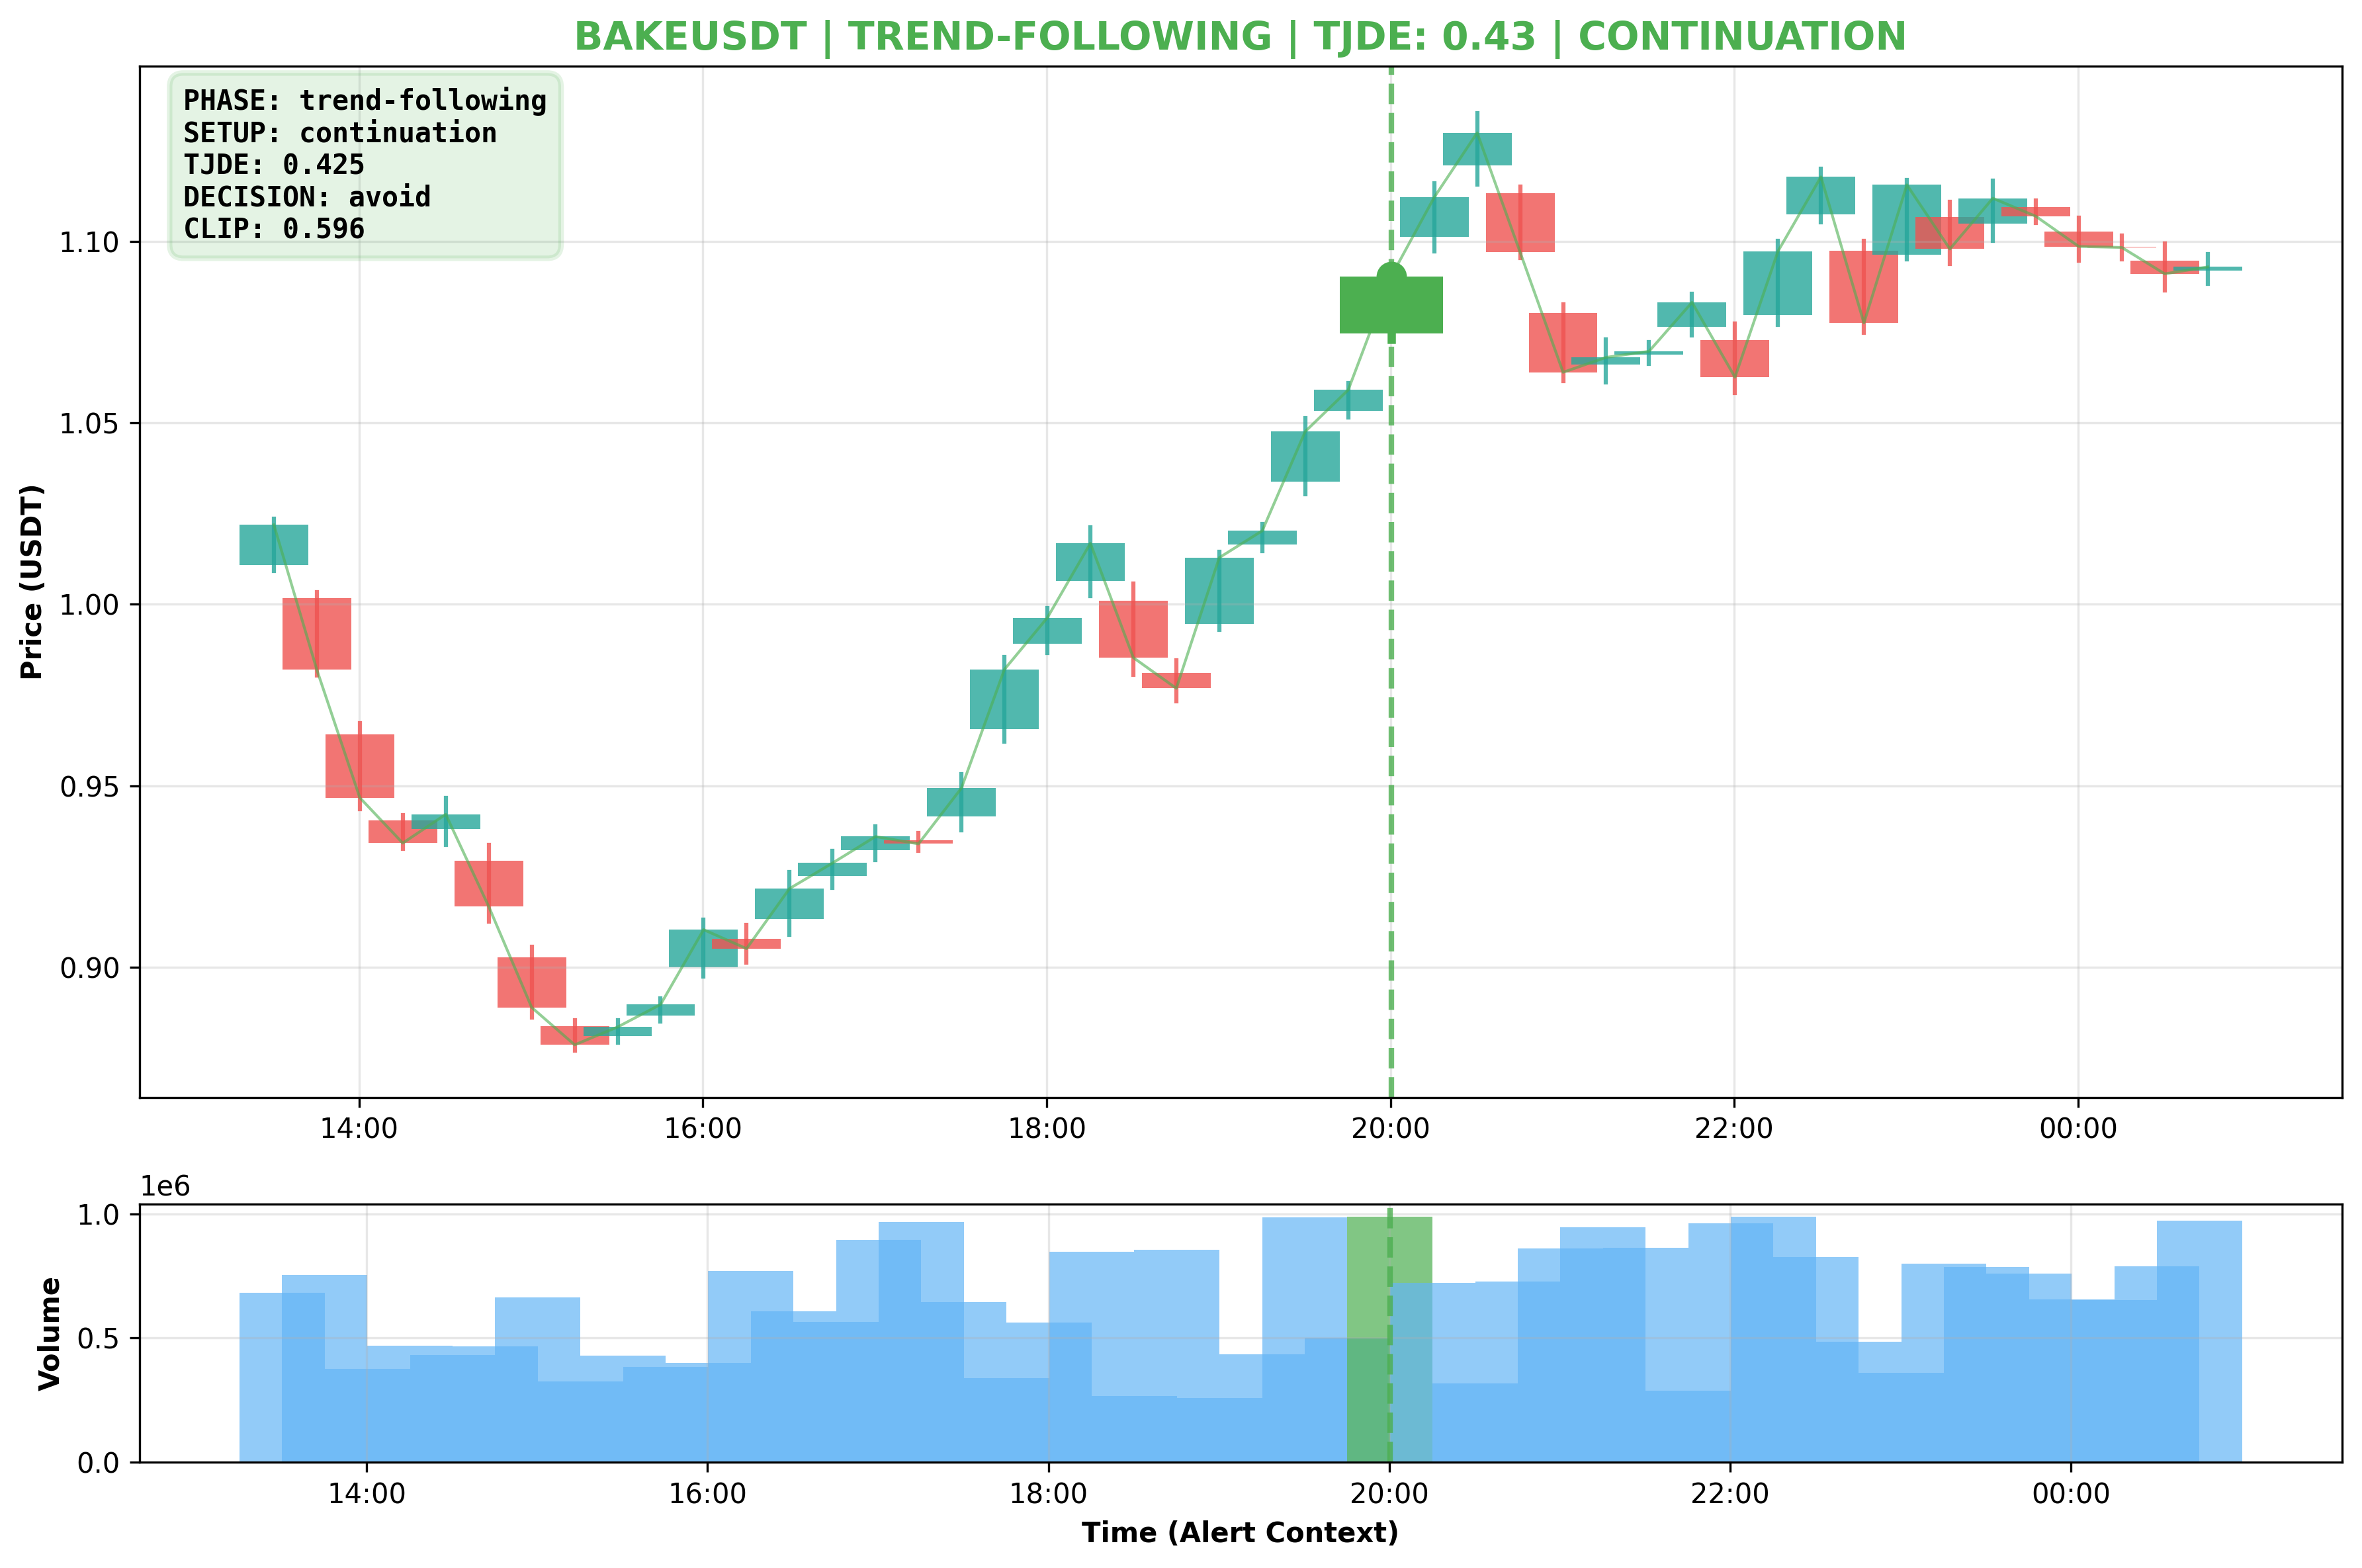 BAKEUSDT | TREND-FOLLOWING | TJDE: 0.43 | CONTINUATION
PHASE: trend-following
SETUP: continuation
TJDE: 0.425
DECISION: avoid
CLIP: 0.596
Price (USDT)
1.10
1.05
1.00
0.95
0.90
14:00 16:00 18:00 20:00 22:00 00:00
1e6
Volume
1.0
0.5
0.0
14:00 16:00 18:00 20:00 22:00 00:00
Time (Alert Context)